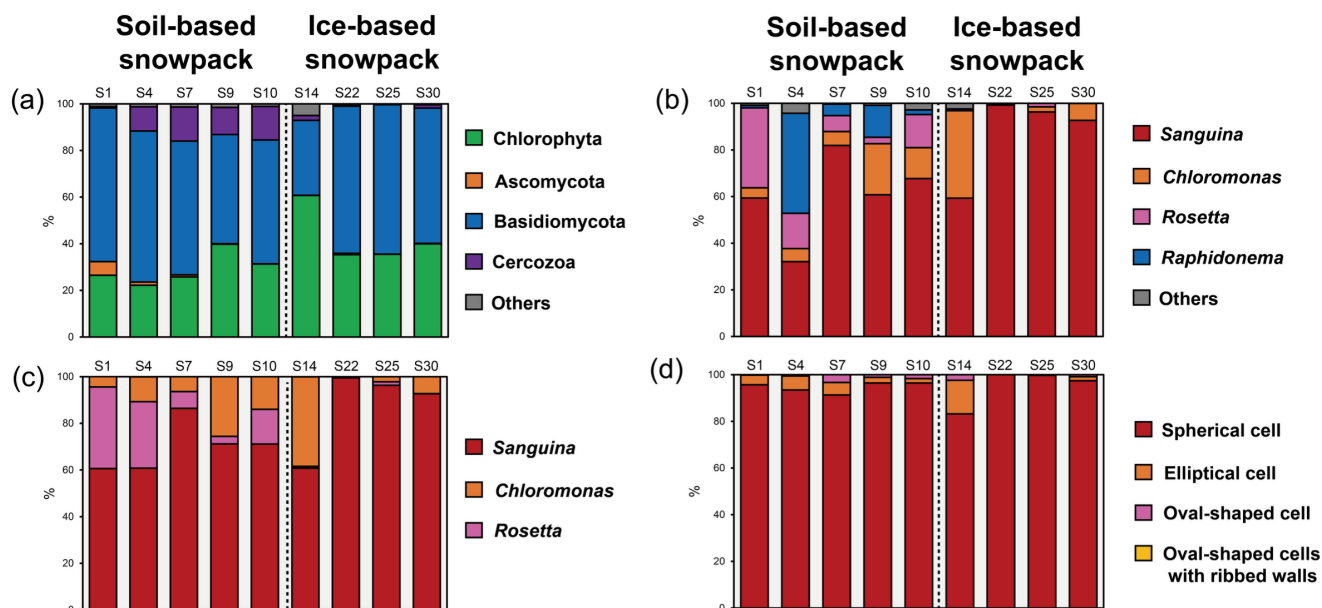 Soil-based
snowpack
Ice-based
snowpack
(a)
S1 S4 S7 S9 S10 S14 S22 S25 S30
100
80
60
40
20
0
%
Chlorophyta
Ascomycota
Basidiomycota
Cercozoa
Others
Soil-based
snowpack
Ice-based
snowpack
(b)
S1 S4 S7 S9 S10 S14 S22 S25 S30
100
80
60
40
20
0
%
Sanguina
Chloromonas
Rosetta
Raphidonema
Others
(c)
S1 S4 S7 S9 S10 S14 S22 S25 S30
100
80
60
40
20
0
%
Sanguina
Chloromonas
Rosetta
(d)
S1 S4 S7 S9 S10 S14 S22 S25 S30
100
80
60
40
20
0
%
Spherical cell
Elliptical cell
Oval-shaped cell
Oval-shaped cells
with ribbed walls